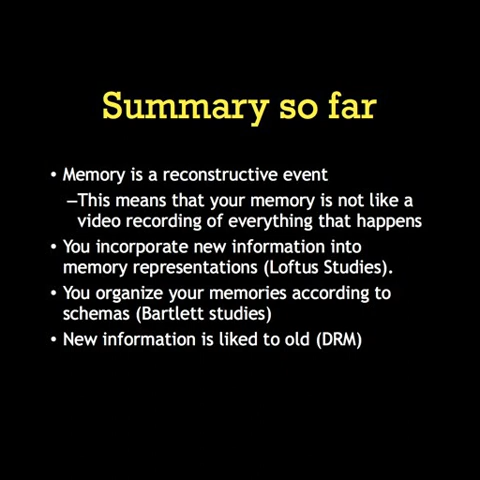 Summary so far
• Memory is a reconstructive event
–This means that your memory is not like a
video recording of everything that happens
• You incorporate new information into
memory representations (Loftus Studies).
• You organize your memories according to
schemas (Bartlett studies)
• New information is liked to old (DRM)